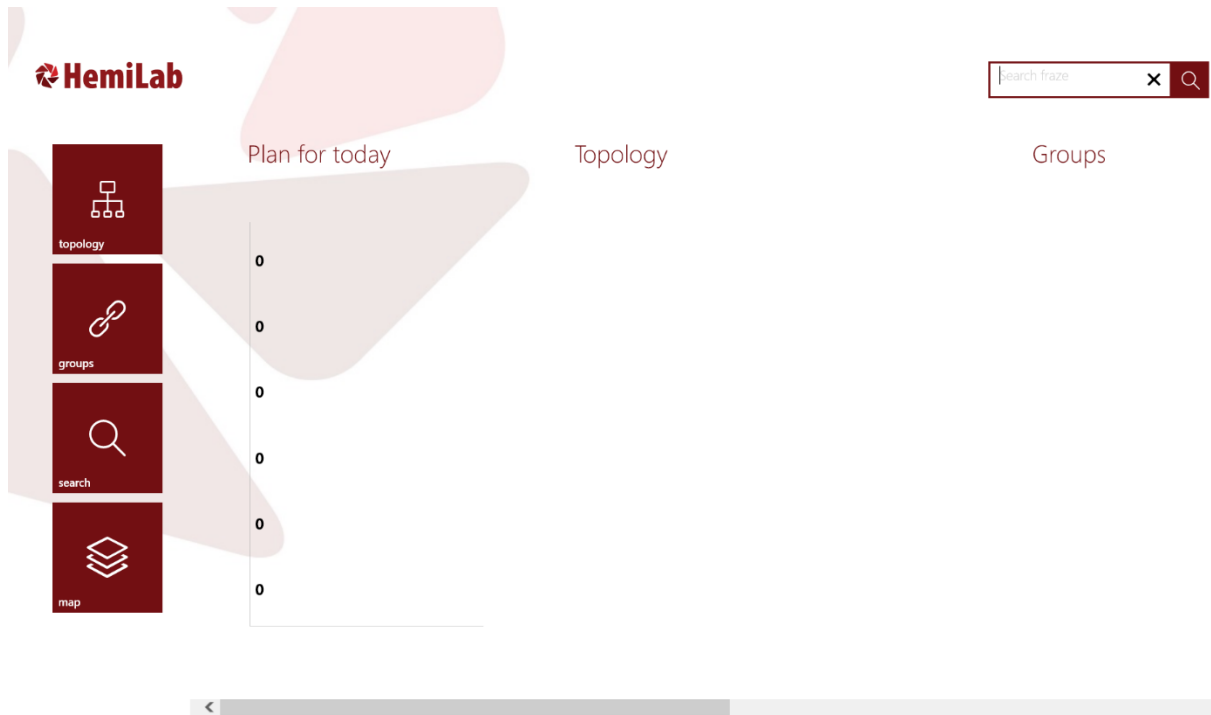 HemiLab
Search fraze
Plan for today
Topology
Groups
topology
groups
search
map
0
0
0
0
0
0